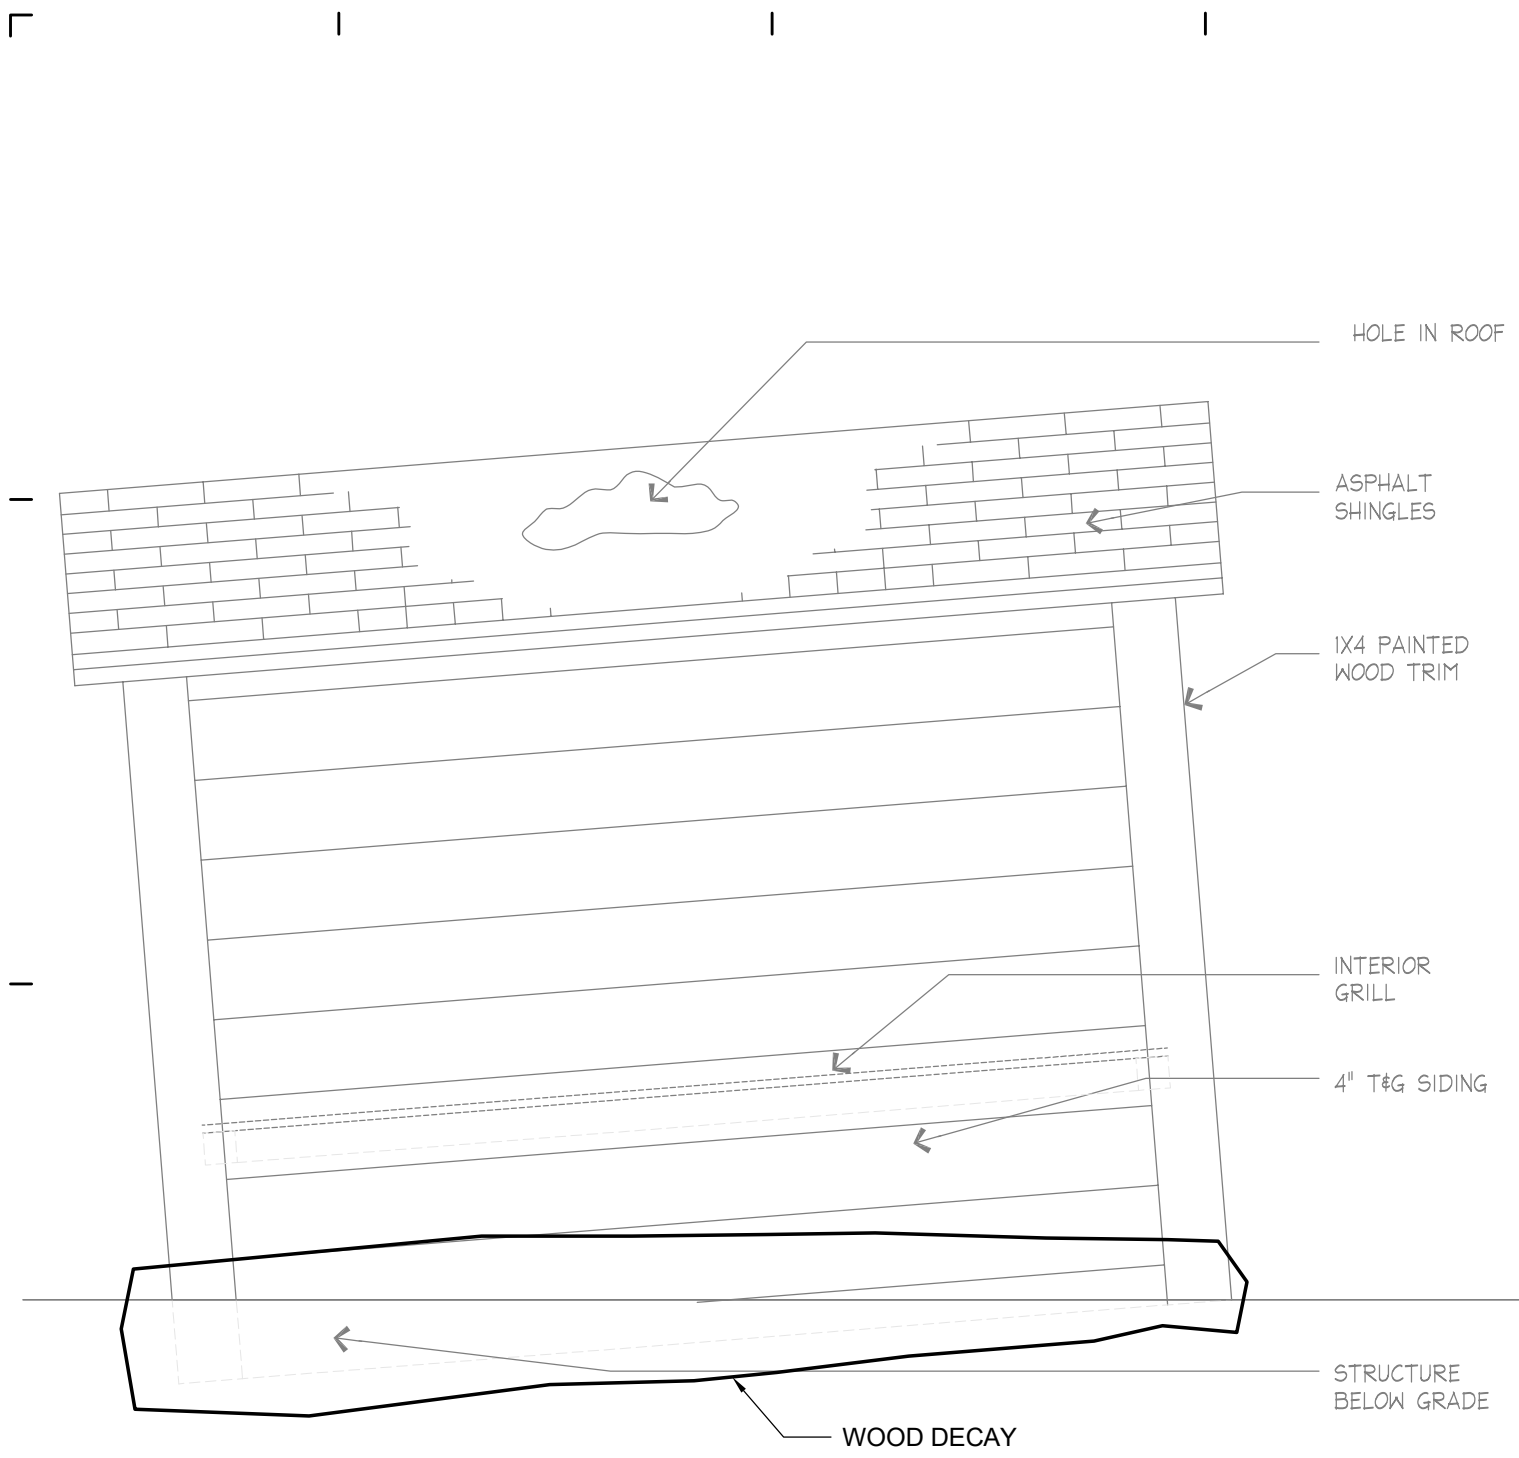 HOLE IN ROOF
ASPHALT
SHINGLES
1X4 PAINTED
WOOD TRIM
INTERIOR
GRILL
4" T&G SIDING
STRUCTURE
BELOW GRADE
WOOD DECAY